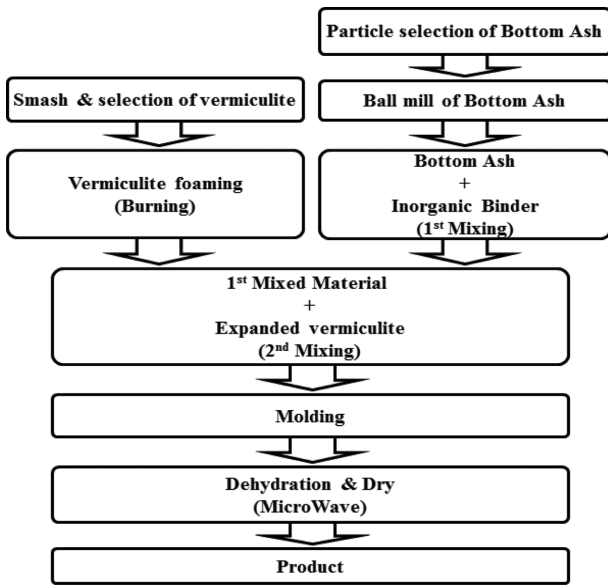 Particle selection of Bottom Ash
Smash & selection of vermiculite
Ball mill of Bottom Ash
Vermiculite foaming
(Burning)
Bottom Ash
+
Inorganic Binder
(1st Mixing)
1st Mixed Material
+
Expanded vermiculite
(2nd Mixing)
Molding
Dehydration & Dry
(MicroWave)
Product